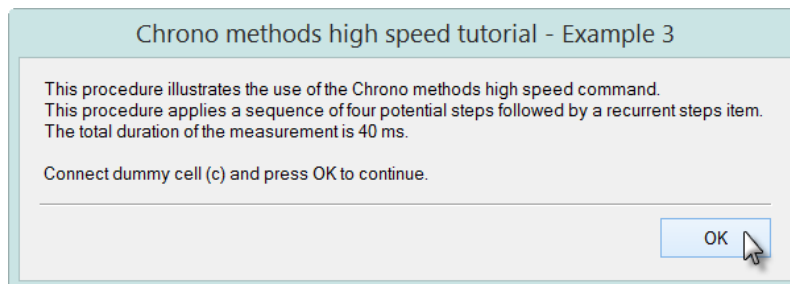 Chrono methods high speed tutorial - Example 3
This procedure illustrates the use of the Chrono methods high speed command.
This procedure applies a sequence of four potential steps followed by a recurrent steps item.
The total duration of the measurement is 40 ms.
Connect dummy cell (c) and press OK to continue.
OK